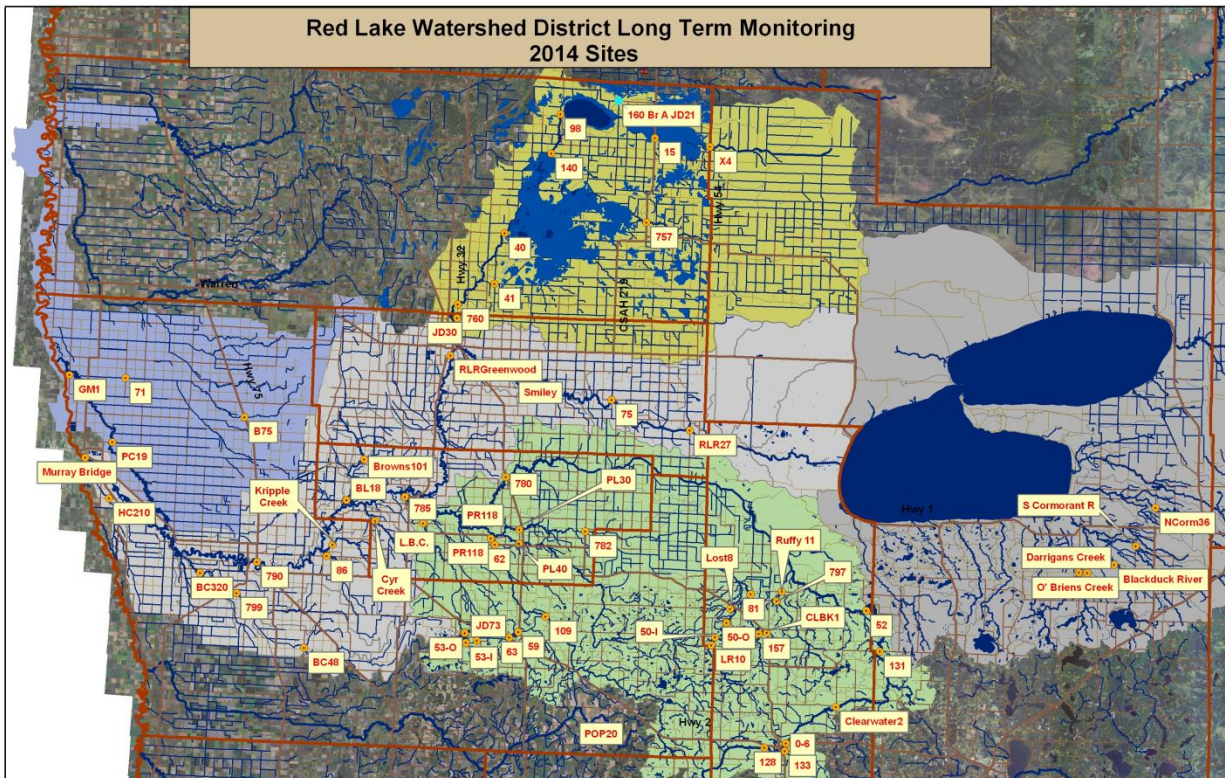 Red Lake Watershed District Long Term Monitoring
2014 Sites
160 Br A JD21
98
15
140
X4
Hwy 54
757
40
Hwy 32
Warren
41
CSAH 219
760
JD30
RLRGreenwood
GM1
71
Hwy 75
Smiley
75
B75
RLR27
PC19
Murray Bridge
Browns101
Kripple
Creek
BL18
780
PL30
HC210
785
PR118
Hwy 1
S Cormorant R
NCorm36
L.B.C.
PR118
62
782
Lost8
Ruffy 11
Darrigans Creek
790
86
Cyr
Creek
PL40
797
Blackduck River
BC320
O' Briens Creek
799
81
CLBK1
52
JD73
109
50-I
50-O
53-O
53-I
63
59
157
BC48
LR10
131
Hwy 2
Clearwater2
POP20
0-6
128
133